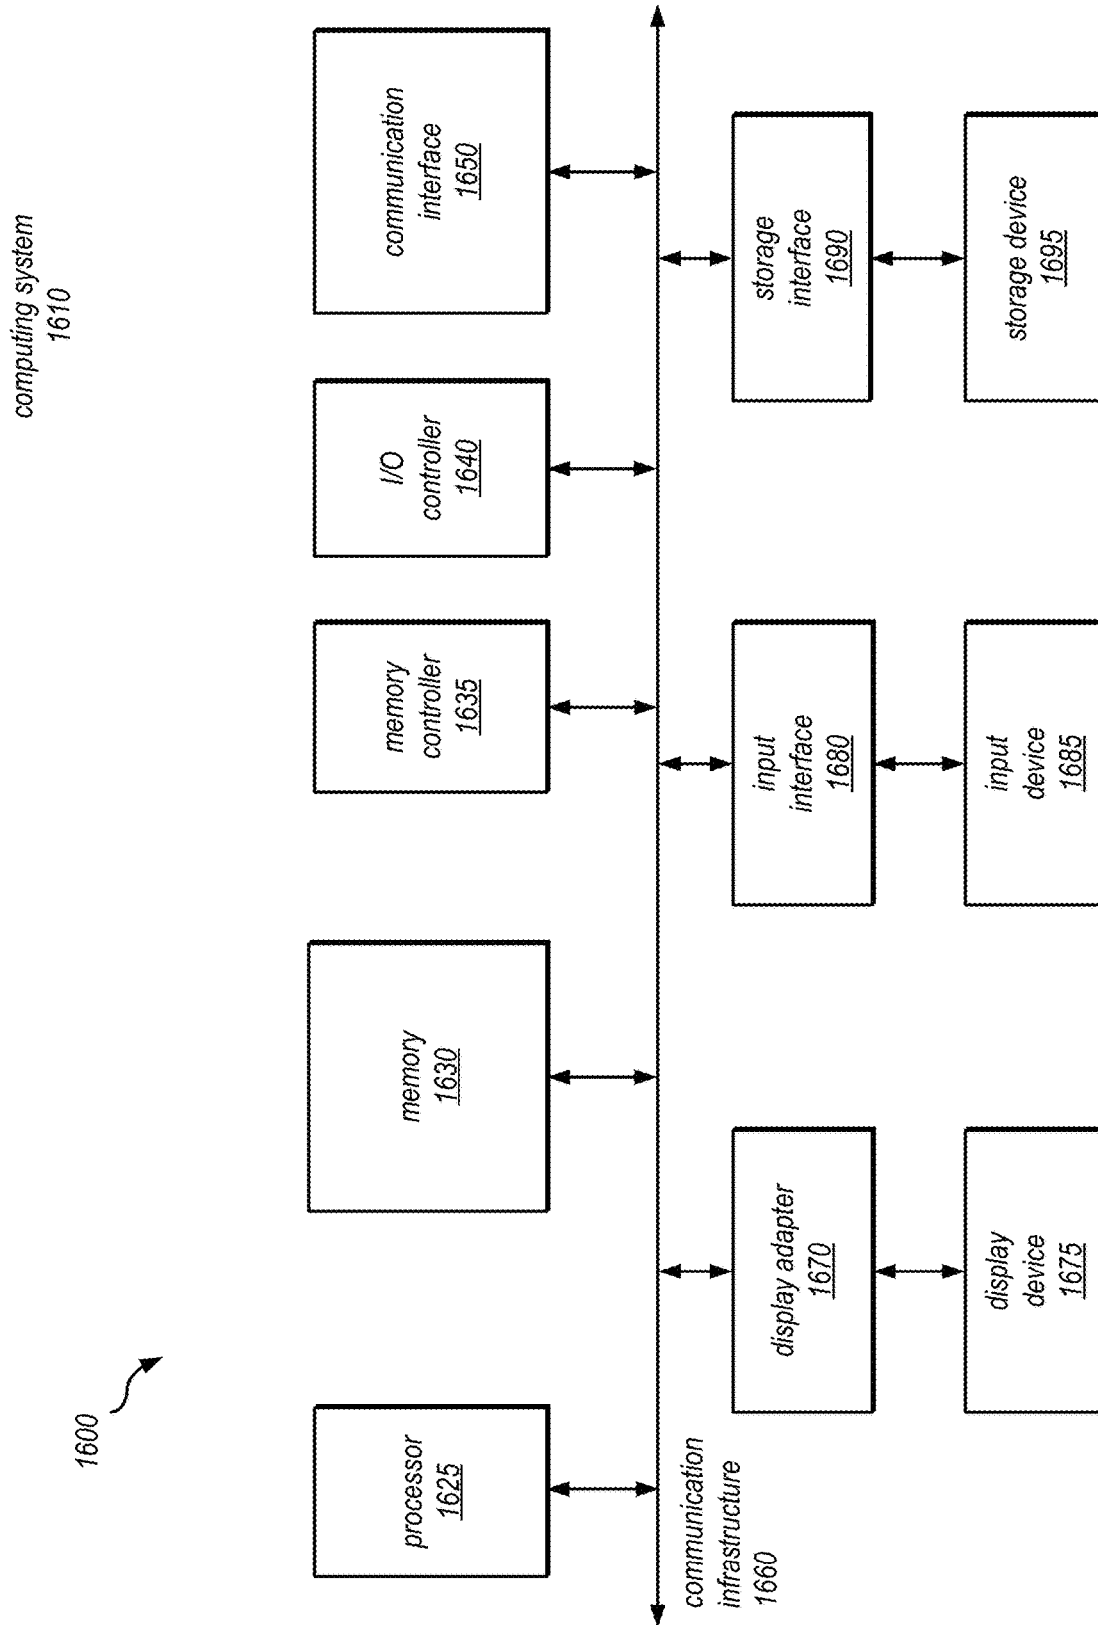 computing system
1610
1600
processor
1625
memory
1630
memory
controller
1635
I/O
controller
1640
communication
interface
1650
communication
infrastructure
1660
display adapter
1670
input
interface
1680
storage
interface
1690
display
device
1675
input
device
1685
storage device
1695